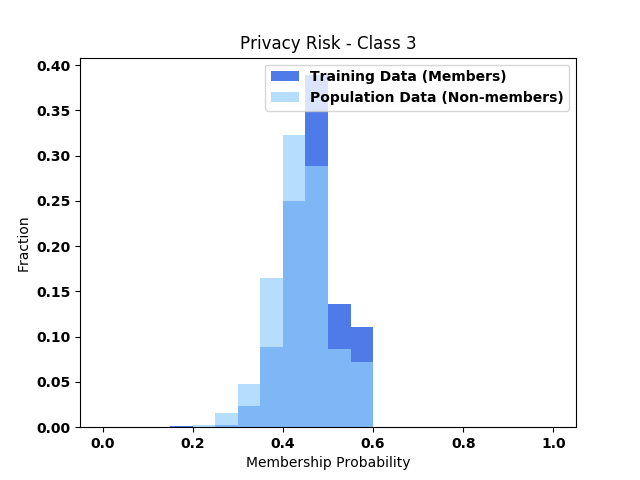 Privacy Risk - Class 3
Training Data (Members)
Population Data (Non-members)
0.40
0.35
0.30
0.25
0.20
0.15
0.10
0.05
0.00
Fraction
0.0 0.2 0.4 0.6 0.8 1.0
Membership Probability